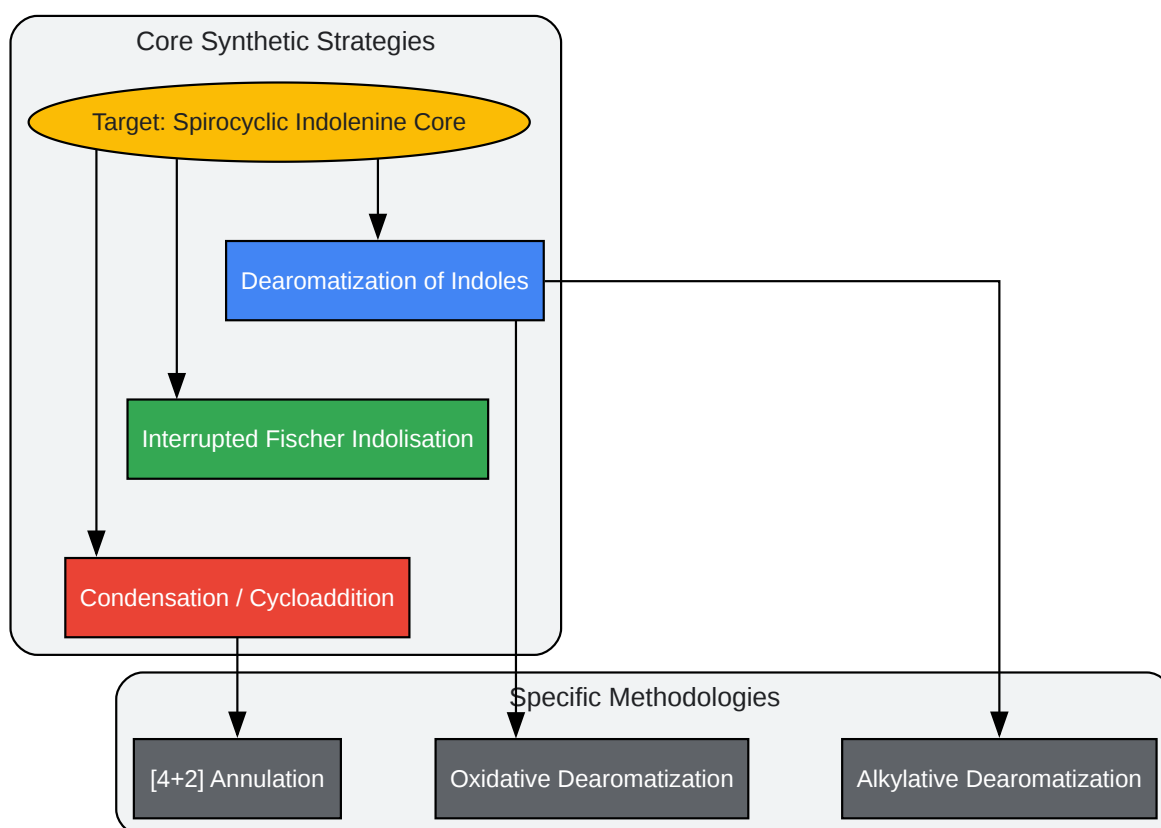 Core Synthetic Strategies
Target: Spirocyclic Indolenine Core
Dearomatization of Indoles
Interrupted Fischer Indolisation
Condensation / Cycloaddition
Specific Methodologies
[4+2] Annulation
Oxidative Dearomatization
Alkylative Dearomatization